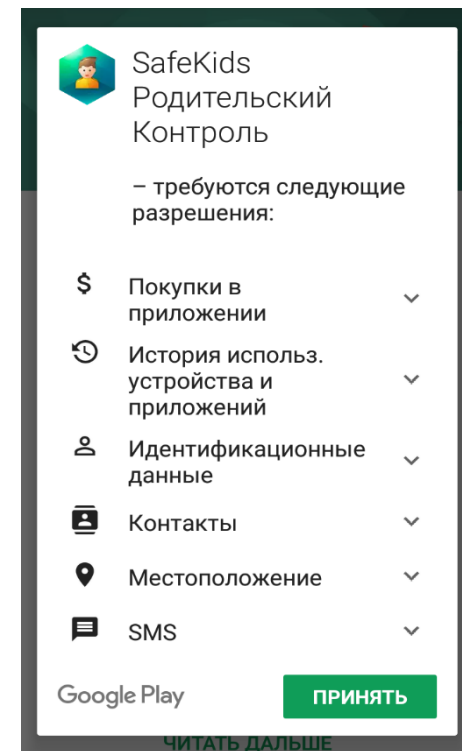 SafeKids
Родительский
Контроль
– требуются следующие
разрешения:
$ Покупки в
приложении
История использ.
устройства и
приложений
Идентификационные
данные
Контакты
Местоположение
SMS
Google Play
ПРИНЯТЬ
ЧИТАТЬ ДАЛЬШЕ